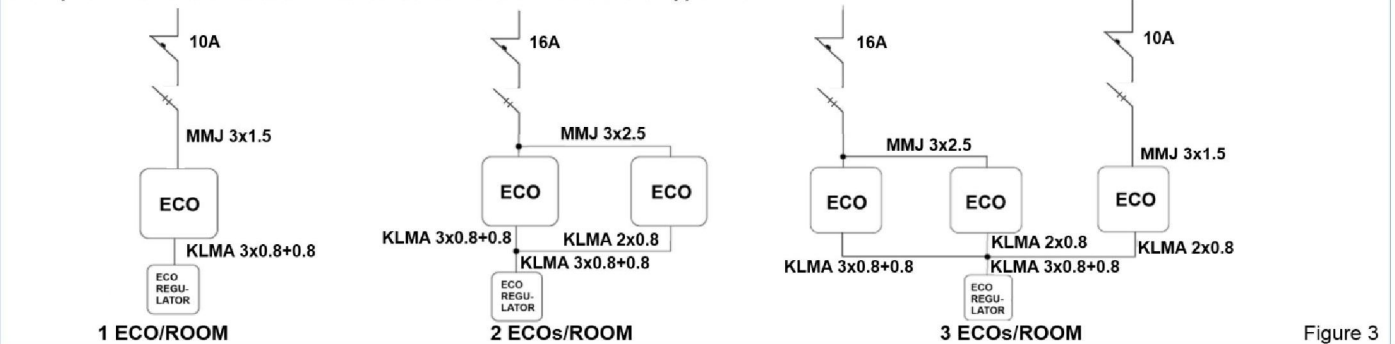 10A
MMJ 3x1.5
ECO
KLMA 3x0.8+0.8
ECO
REGU-
LATOR
1 ECO/ROOM
16A
MMJ 3x2.5
ECO
ECO
KLMA 3x0.8+0.8
KLMA 2x0.8
KLMA 3x0.8+0.8
ECO
REGU-
LATOR
2 ECOs/ROOM
16A
10A
MMJ 3x2.5
MMJ 3x1.5
ECO
ECO
ECO
KLMA 2x0.8
KLMA 2x0.8
KLMA 3x0.8+0.8
KLMA 3x0.8+0.8
ECO
REGU-
LATOR
3 ECOs/ROOM
Figure 3